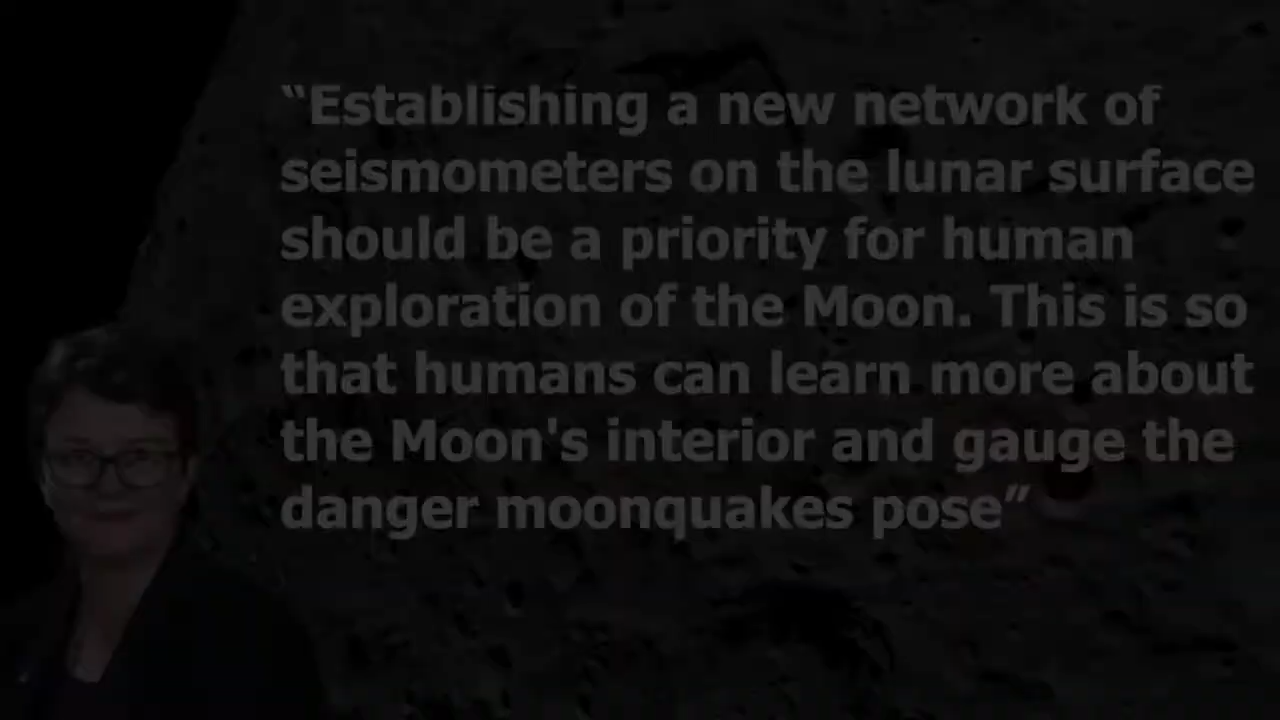 “Establishing a new network of
seismometers on the lunar surface
should be a priority for human
exploration of the Moon. This is so
that humans can learn more about
the Moon's interior and gauge the
danger moonquakes pose”